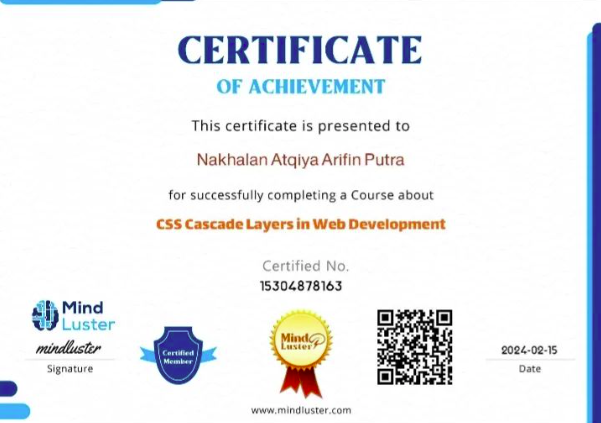 CERTIFICATE
OF ACHIEVEMENT
This certificate is presented to
Nakhalan Atqiya Arifin Putra
for successfully completing a Course about
CSS Cascade Layers in Web Development
Certified No.
15304878163
Mind
Luster
mindluster
Signature
Certified
Member
Mind
Luster
2024-02-15
Date
www.mindluster.com